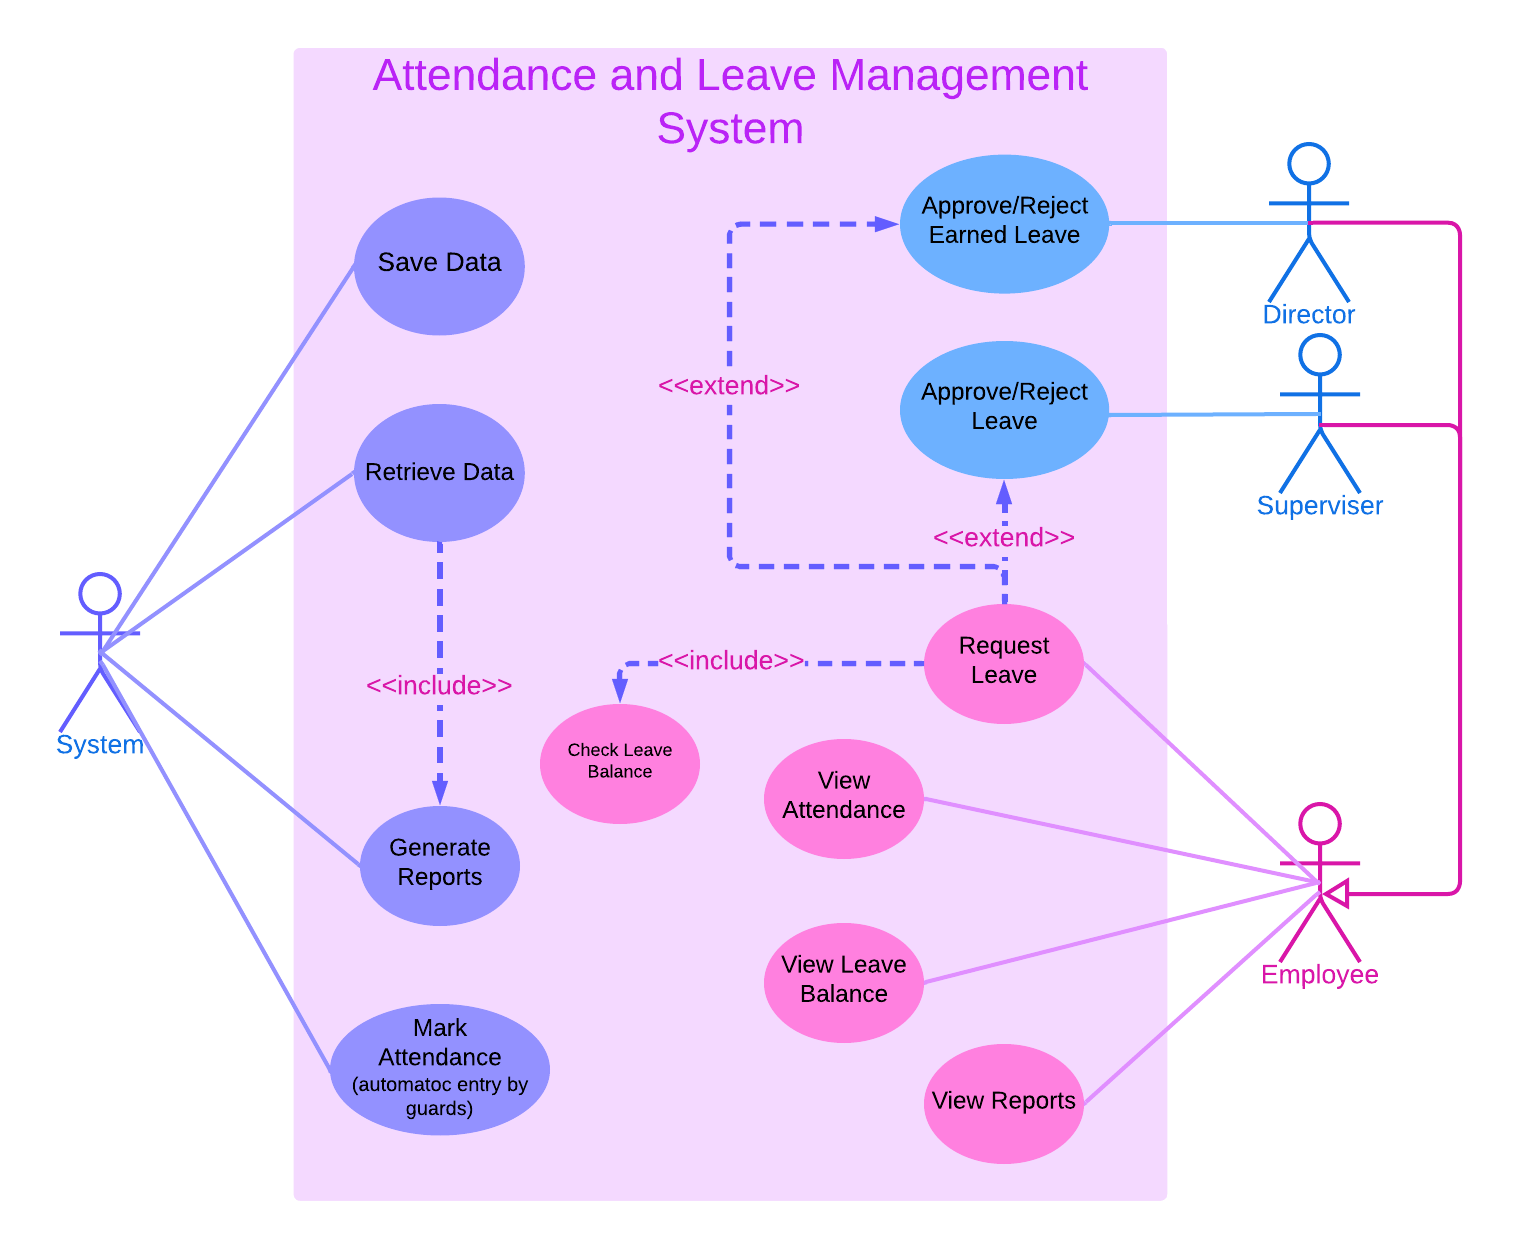 Attendance and Leave Management
System
Save Data
Retrieve Data
<<include>>
Generate
Reports
Mark
Attendance
(automatoc entry by
guards)
System
Approve/Reject
Earned Leave
<<extend>>
Approve/Reject
Leave
<<extend>>
Request
Leave
<<include>>
Check Leave
Balance
View
Attendance
View Leave
Balance
View Reports
Director
Superviser
Employee